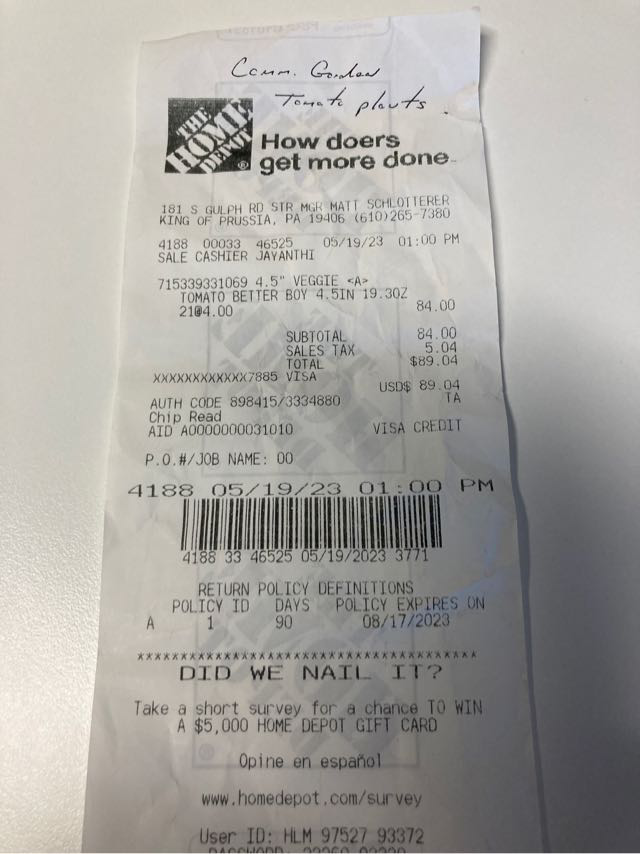 Comm. Garden
Tomato plants.
THE HOME DEPOT ®
How doers
get more done
181 S GULPH RD STR MGR MATT SCHLOTTERER
KING OF PRUSSIA, PA 19406 (610)265-7380
4188 00033 46525 05/19/23 01:00 PM
SALE CASHIER JAYANTHI
715339331069 4.5" VEGGIE <A>
TOMATO BETTER BOY 4.5IN 19.30Z
21@4.00 84.00
SUBTOTAL 84.00
SALES TAX 5.04
TOTAL $89.04
XXXXXXXXXXXX7885 VISA
USD$ 89.04
AUTH CODE 898415/3334880 TA
Chip Read
AID A0000000031010 VISA CREDIT
P.O.#/JOB NAME: 00
4188 05/19/23 01:00 PM
4188 33 46525 05/19/2023 3771
RETURN POLICY DEFINITIONS
POLICY ID DAYS POLICY EXPIRES ON
A 1 90 08/17/2023
DID WE NAIL IT?
Take a short survey for a chance TO WIN
A $5,000 HOME DEPOT GIFT CARD
Opine en español
www.homedepot.com/survey
User ID: HLM 97527 93372